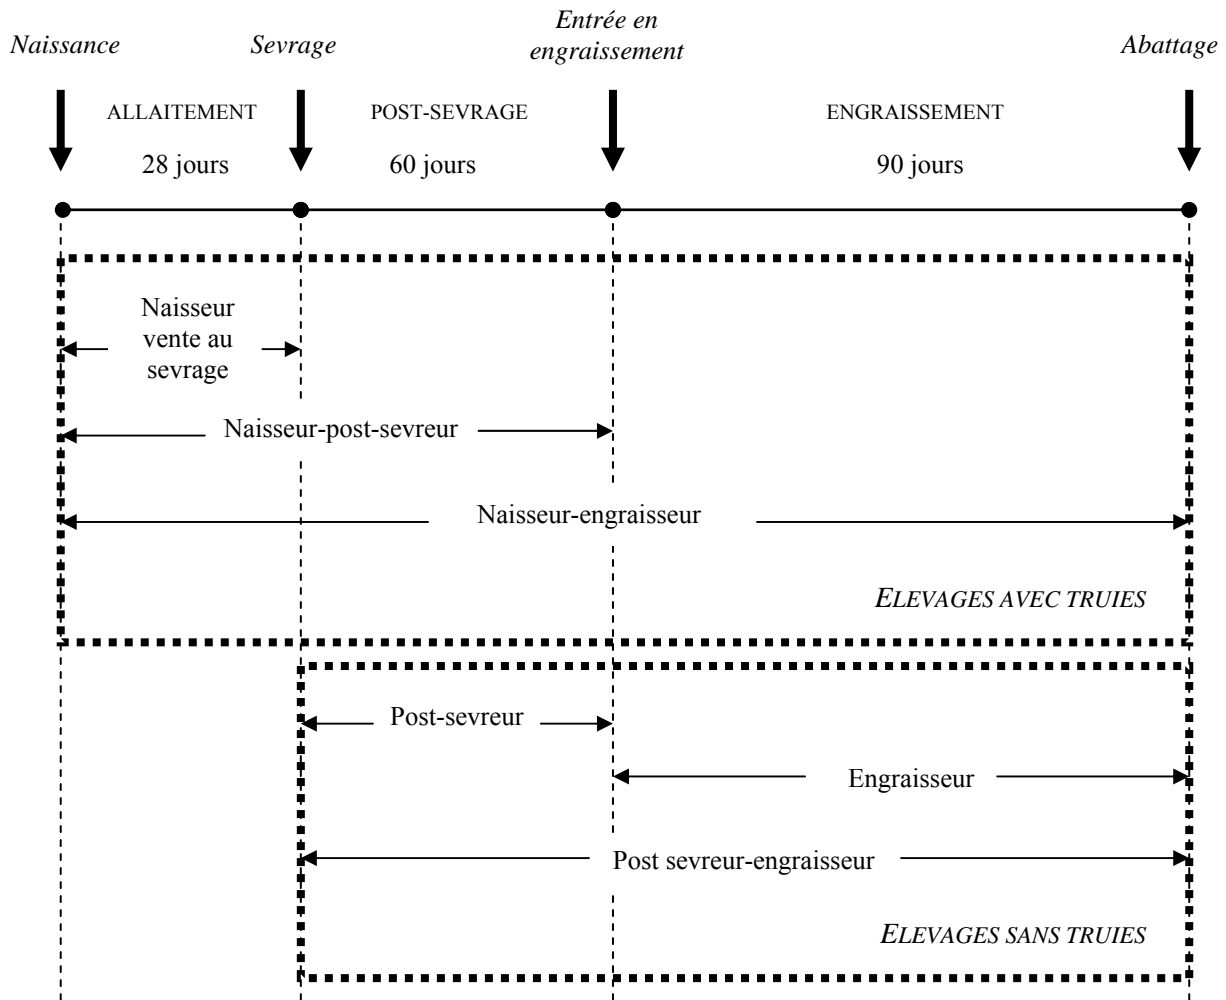 Naissance
Sevrage
Entrée en
engraissement
Abattage
ALLAITEMENT
POST-SEVRAGE
ENGRAISSEMENT
28 jours
60 jours
90 jours
Naisseur
vente au
sevrage
Naisseur-post-sevreur
Naisseur-engraisseur
ELEVAGES AVEC TRUIES
Post-sevreur
Engraisseur
Post sevreur-engraisseur
ELEVAGES SANS TRUIES